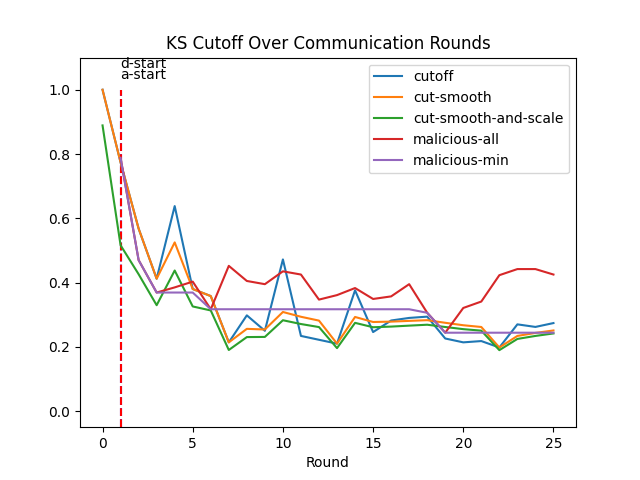 KS Cutoff Over Communication Rounds
d-start
a-start
cutoff
cut-smooth
cut-smooth-and-scale
malicious-all
malicious-min
1.0
0.8
0.6
0.4
0.2
0.0
0 5 10 15 20 25
Round